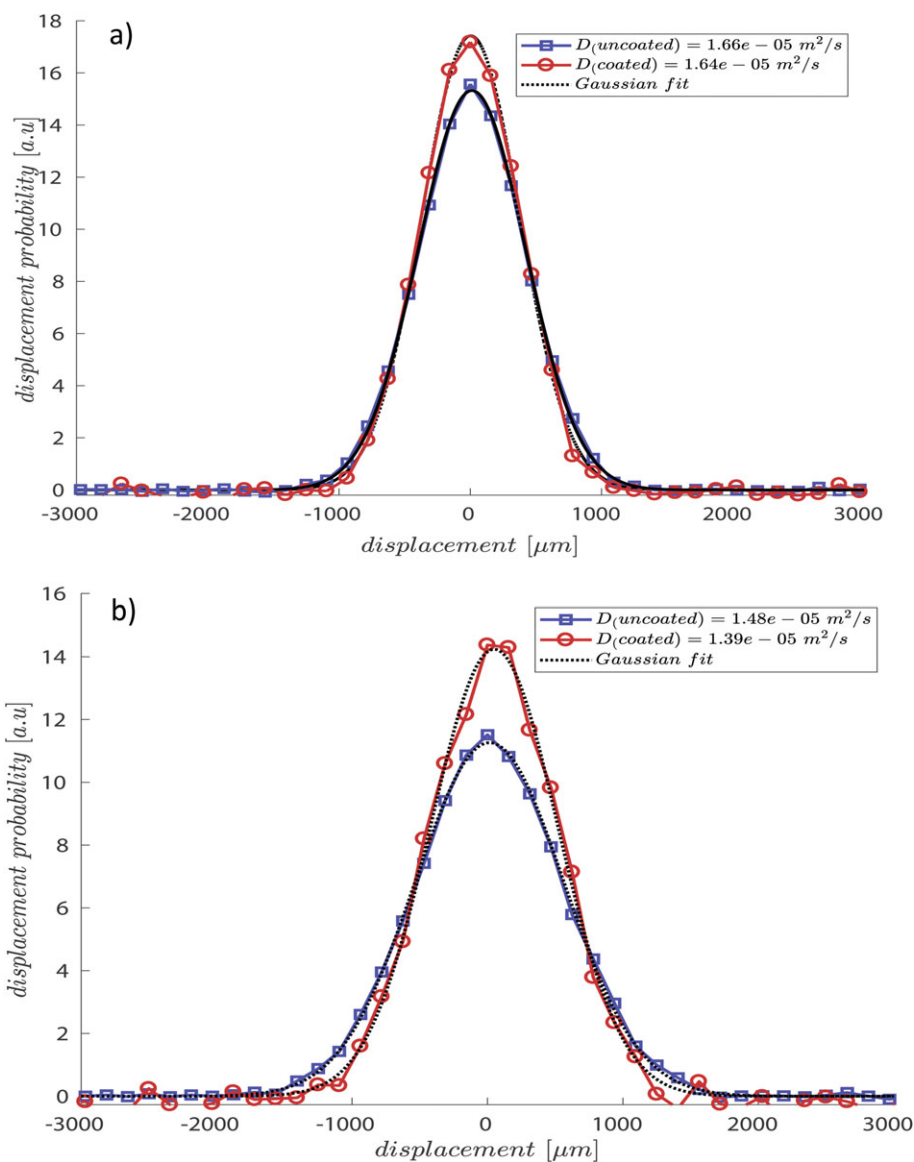 a)
18
16
14
12
10
8
6
4
2
0
displacement probability [a.u]
D(uncoated) = 1.66e − 05 m²/s
D(coated) = 1.64e − 05 m²/s
Gaussian fit
-3000 -2000 -1000 0 1000 2000 3000
displacement [μm]
b)
16
14
12
10
8
6
4
2
0
displacement probability [a.u]
D(uncoated) = 1.48e − 05 m²/s
D(coated) = 1.39e − 05 m²/s
Gaussian fit
-3000 -2000 -1000 0 1000 2000 3000
displacement [μm]